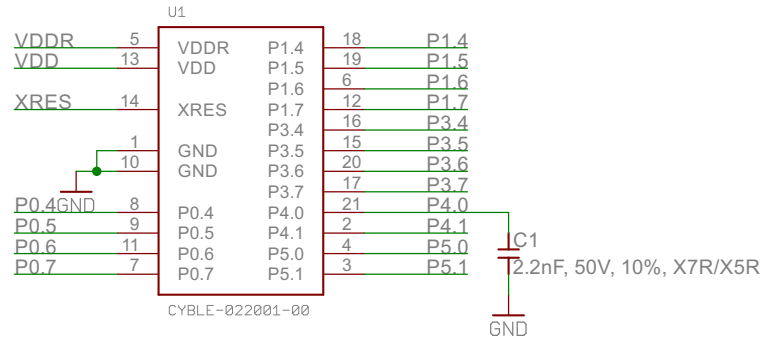 U1
VDDR 5 VDDR P1.4 18 P1.4
VDD 13 VDD P1.5 19 P1.5
P1.6 6 P1.6
XRES 14 XRES P1.7 12 P1.7
P3.4 16 P3.4
1 GND P3.5 15 P3.5
10 GND P3.6 20 P3.6
GND P3.7 17 P3.7
P0.4 8 P0.4 P4.0 21 P4.0
P0.5 9 P0.5 P4.1 2 P4.1
P0.6 11 P0.6 P5.0 4 P5.0
P0.7 7 P0.7 P5.1 3 P5.1
C1
2.2nF, 50V, 10%, X7R/X5R
CYBLE-022001-00
GND